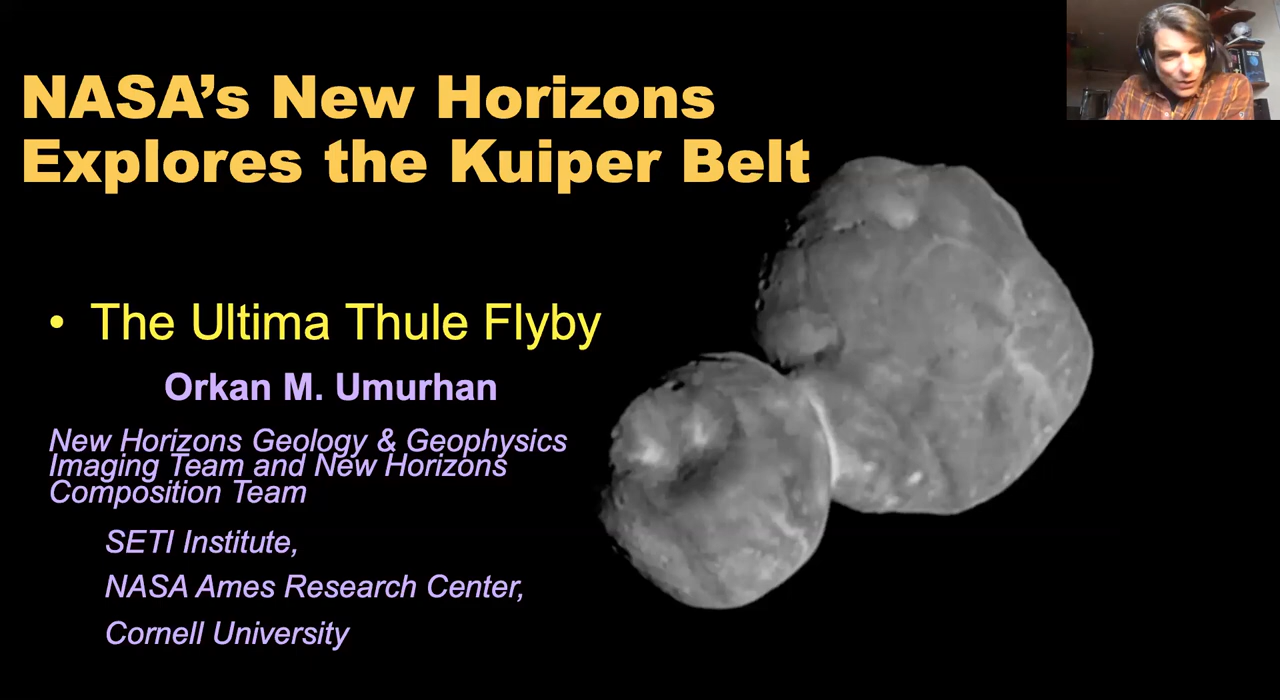 NASA’s New Horizons
Explores the Kuiper Belt
• The Ultima Thule Flyby
Orkan M. Umurhan
New Horizons Geology & Geophysics
Imaging Team and New Horizons
Composition Team
SETI Institute,
NASA Ames Research Center,
Cornell University